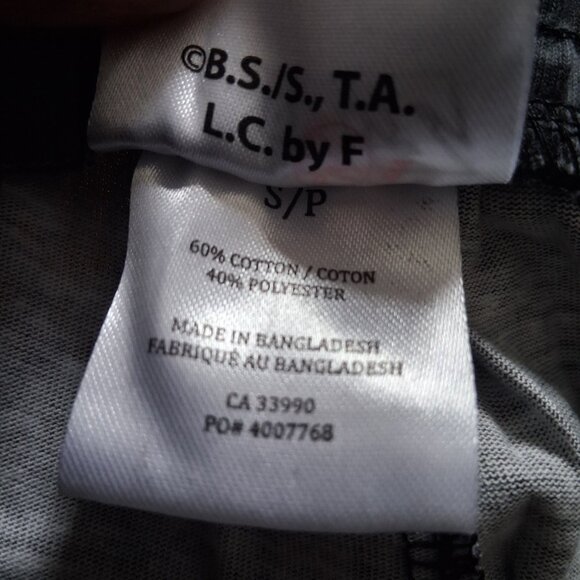 ©B.S./S., T.A.
L.C. by F
S/P
60% COTTON / COTON
40% POLYESTER
MADE IN BANGLADESH
FABRIQUÉ AU BANGLADESH
CA 33990
PO# 4007768